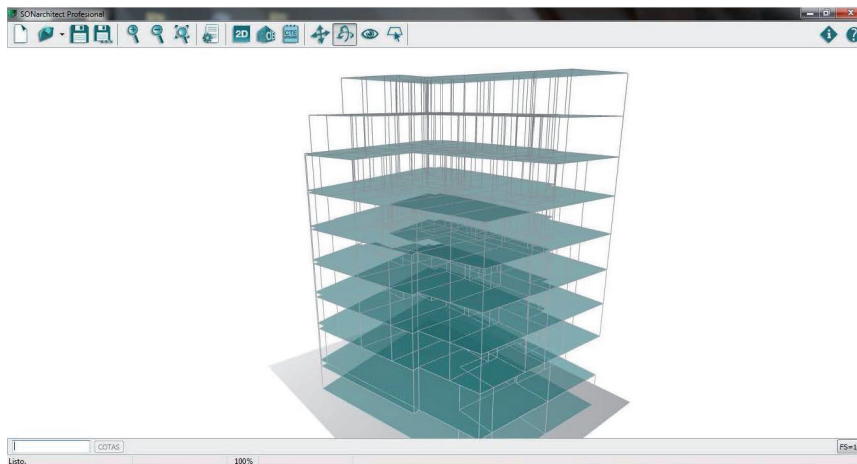 SONarchitect Profesional
2D
COTAS
FS=1
Listo.
100%